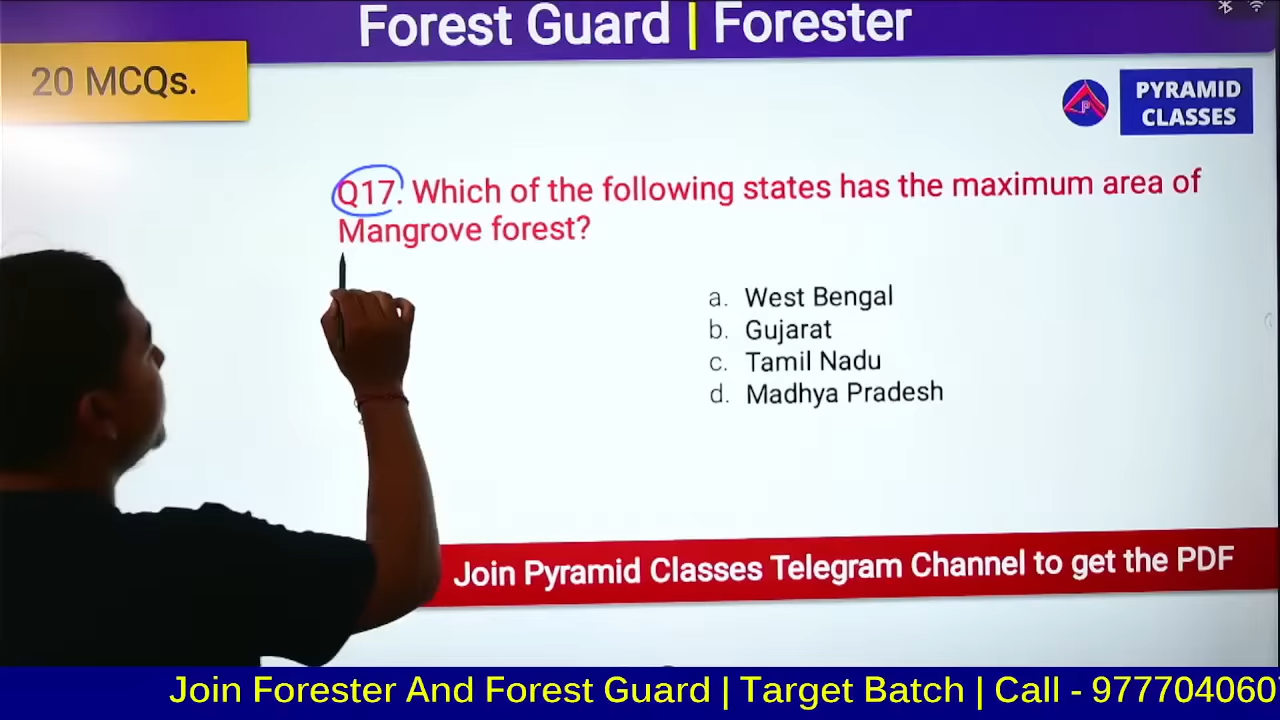 Forest Guard | Forester
20 MCQs.
PYRAMID
CLASSES
Q17. Which of the following states has the maximum area of
Mangrove forest?
a. West Bengal
b. Gujarat
c. Tamil Nadu
d. Madhya Pradesh
Join Pyramid Classes Telegram Channel to get the PDF
Join Forester And Forest Guard | Target Batch | Call - 977704060